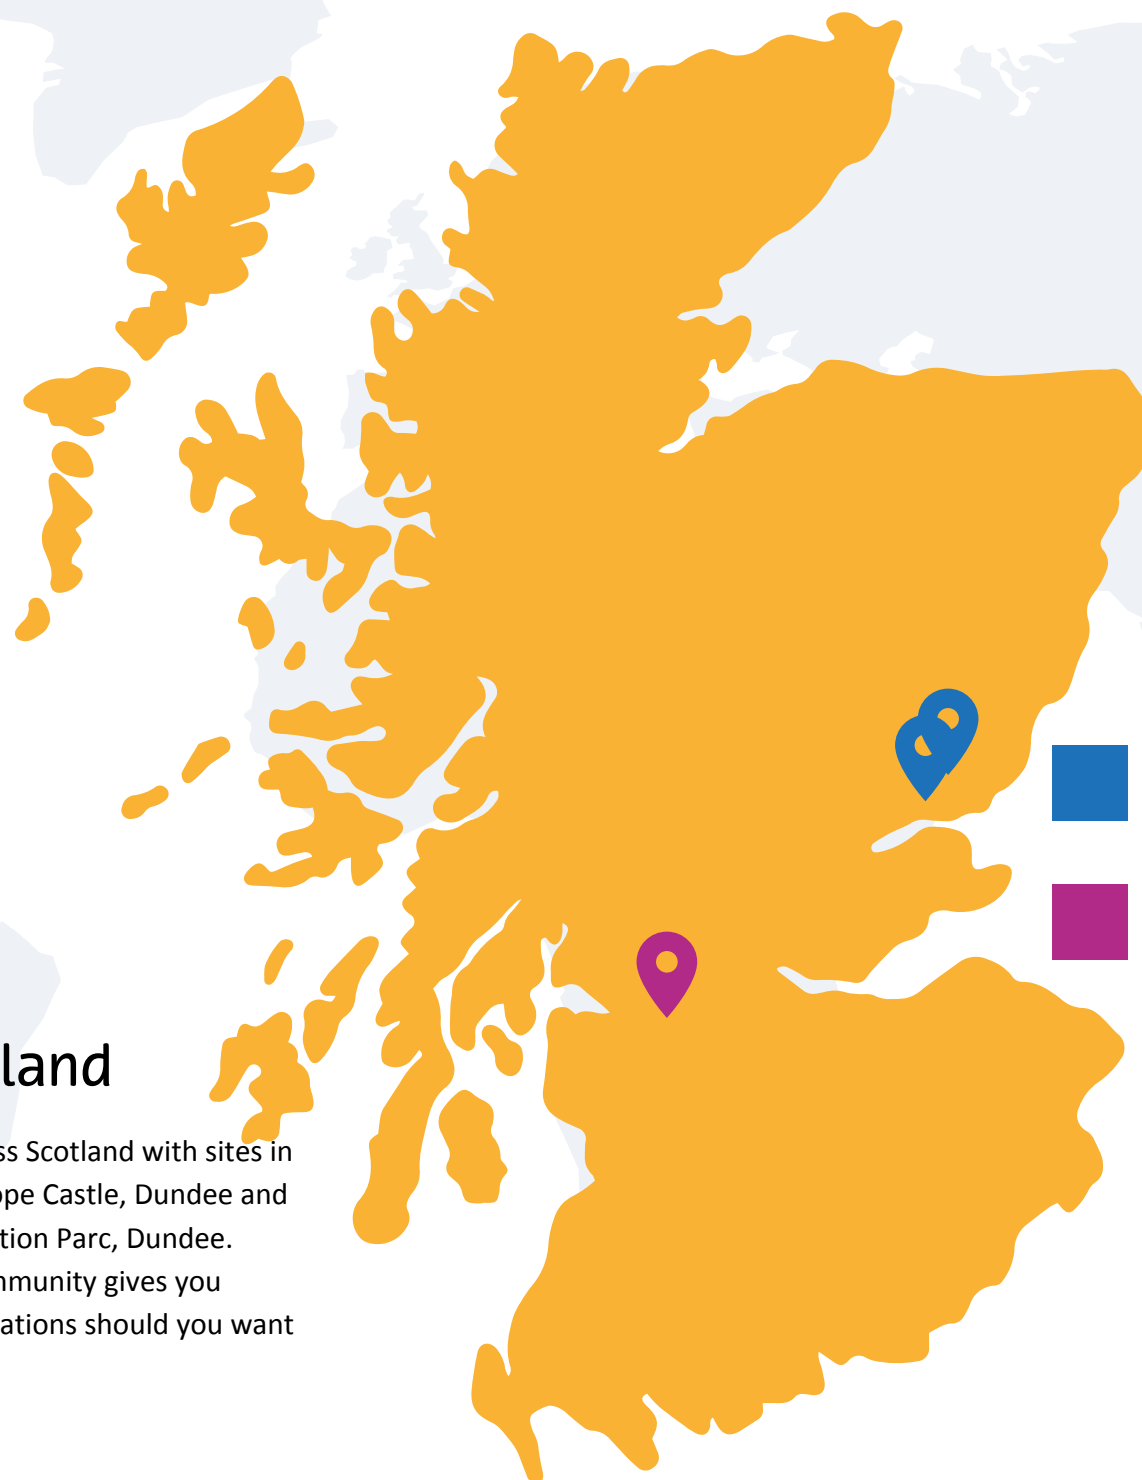 land
ss Scotland with sites in
ope Castle, Dundee and
tion Parc, Dundee.
mmunity gives you
ations should you want